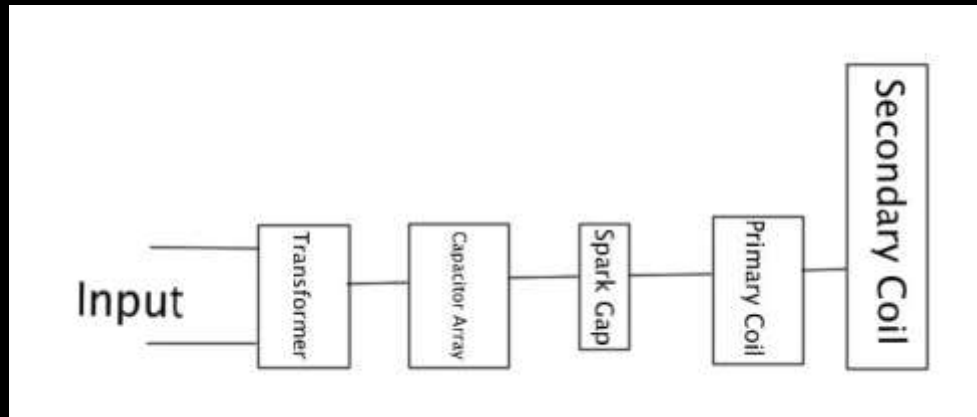 Input
Transformer
Capacitor Array
Spark Gap
Primary Coil
Secondary Coil